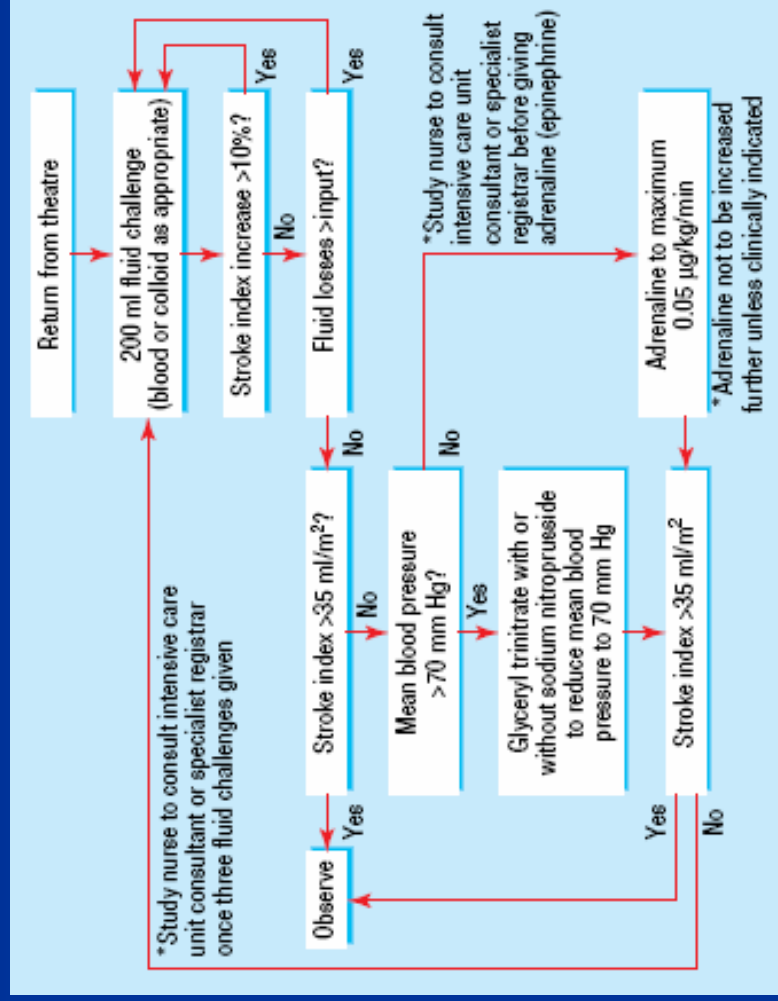 Return from theatre
200 ml fluid challenge
(blood or colloid as appropriate)
Stroke index increase >10%?
Yes
No
Fluid losses >input?
Yes
No
*Study nurse to consult intensive care
unit consultant or specialist registrar
once three fluid challenges given
Stroke index >35 ml/m²?
Yes
No
Observe
Mean blood pressure
>70 mm Hg?
No
Yes
*Study nurse to consult
intensive care unit
consultant or specialist
registrar before giving
adrenaline (epinephrine)
Glyceryl trinitrate with or
without sodium nitroprusside
to reduce mean blood
pressure to 70 mm Hg
Adrenaline to maximum
0.05 µg/kg/min
*Adrenaline not to be increased
further unless clinically indicated
Stroke index >35 ml/m²
Yes
No